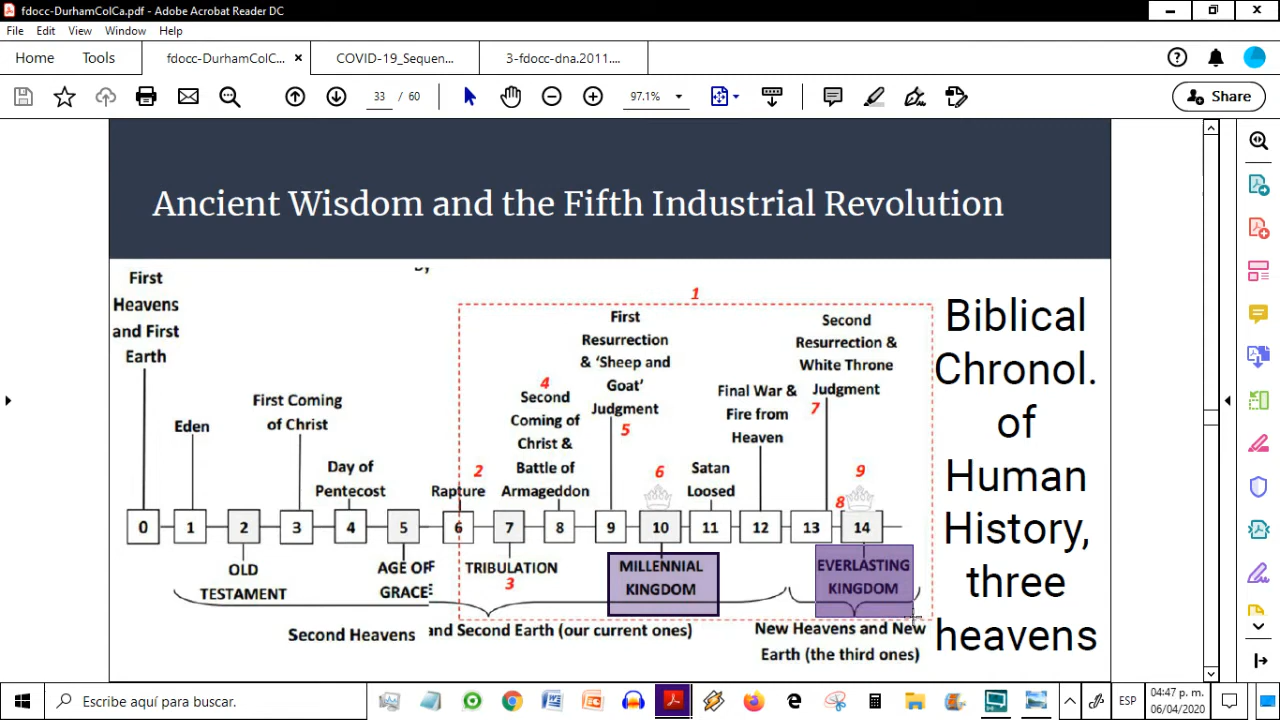 fdocc-DurhamColCa.pdf - Adobe Acrobat Reader DC
File Edit View Window Help
Home Tools fdocc-DurhamColC... × COVID-19_Sequen... 3-fdocc-dna.2011....
33 / 60 97.1% Share
Ancient Wisdom and the Fifth Industrial Revolution
First
Heavens
and First
Earth
Eden
First Coming
of Christ
Day of
Pentecost
2
Rapture
4
Second
Coming of
Christ &
Battle of
Armageddon
1
First
Resurrection
& ‘Sheep and
Goat’
Judgment
5
6
Satan
Loosed
Final War &
Fire from
Heaven
Second
Resurrection &
White Throne
Judgment
7
8
9
0 1 2 3 4 5 6 7 8 9 10 11 12 13 14
OLD
TESTAMENT
AGE OF
GRACE
TRIBULATION
3
MILLENNIAL
KINGDOM
EVERLASTING
KINGDOM
Second Heavens and Second Earth (our current ones)
New Heavens and New
Earth (the third ones)
Biblical
Chronol.
of
Human
History,
three
heavens
Escribe aquí para buscar.
ESP
04:47 p. m.
06/04/2020